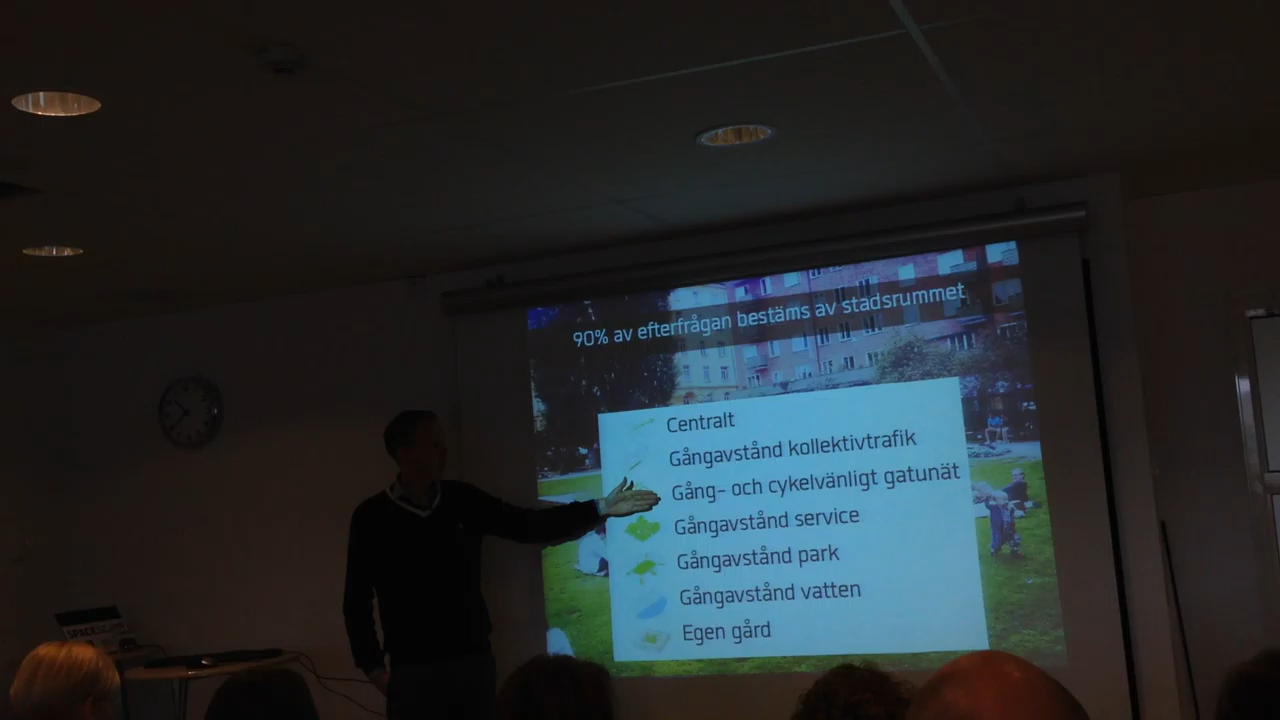 90% av efterfrågan bestäms av stadsrummet
Centralt
Gångavstånd kollektivtrafik
Gång- och cykelvänligt gatunät
Gångavstånd service
Gångavstånd park
Gångavstånd vatten
Egen gård